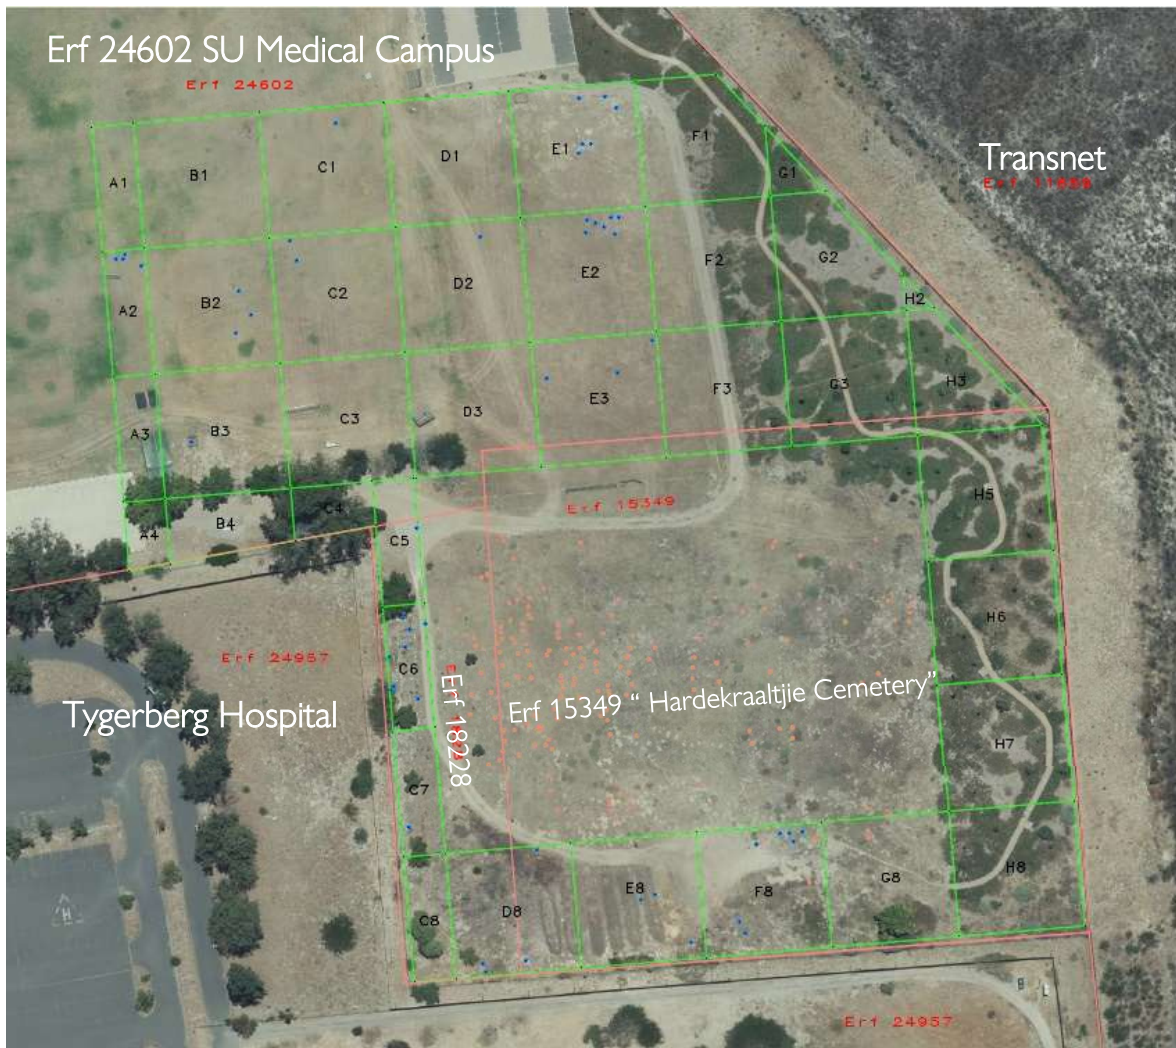 Erf 24602 SU Medical Campus
Erf 24602
Transnet
F1
D1
E1
C1
B1
A1
G1
F2
G2
E2
D2
C2
B2
A2
H2
F3
G3
H3
E3
D3
C3
B3
A3
C4
B4
A4
H5
Erf 15349
C5
H6
Erf 24957
C6
Erf 18228
Erf 15349 “ Hardekraaltjie Cemetery”
Tygerberg Hospital
H7
C7
H8
G8
F8
E8
D8
C8
H
Erf 24957